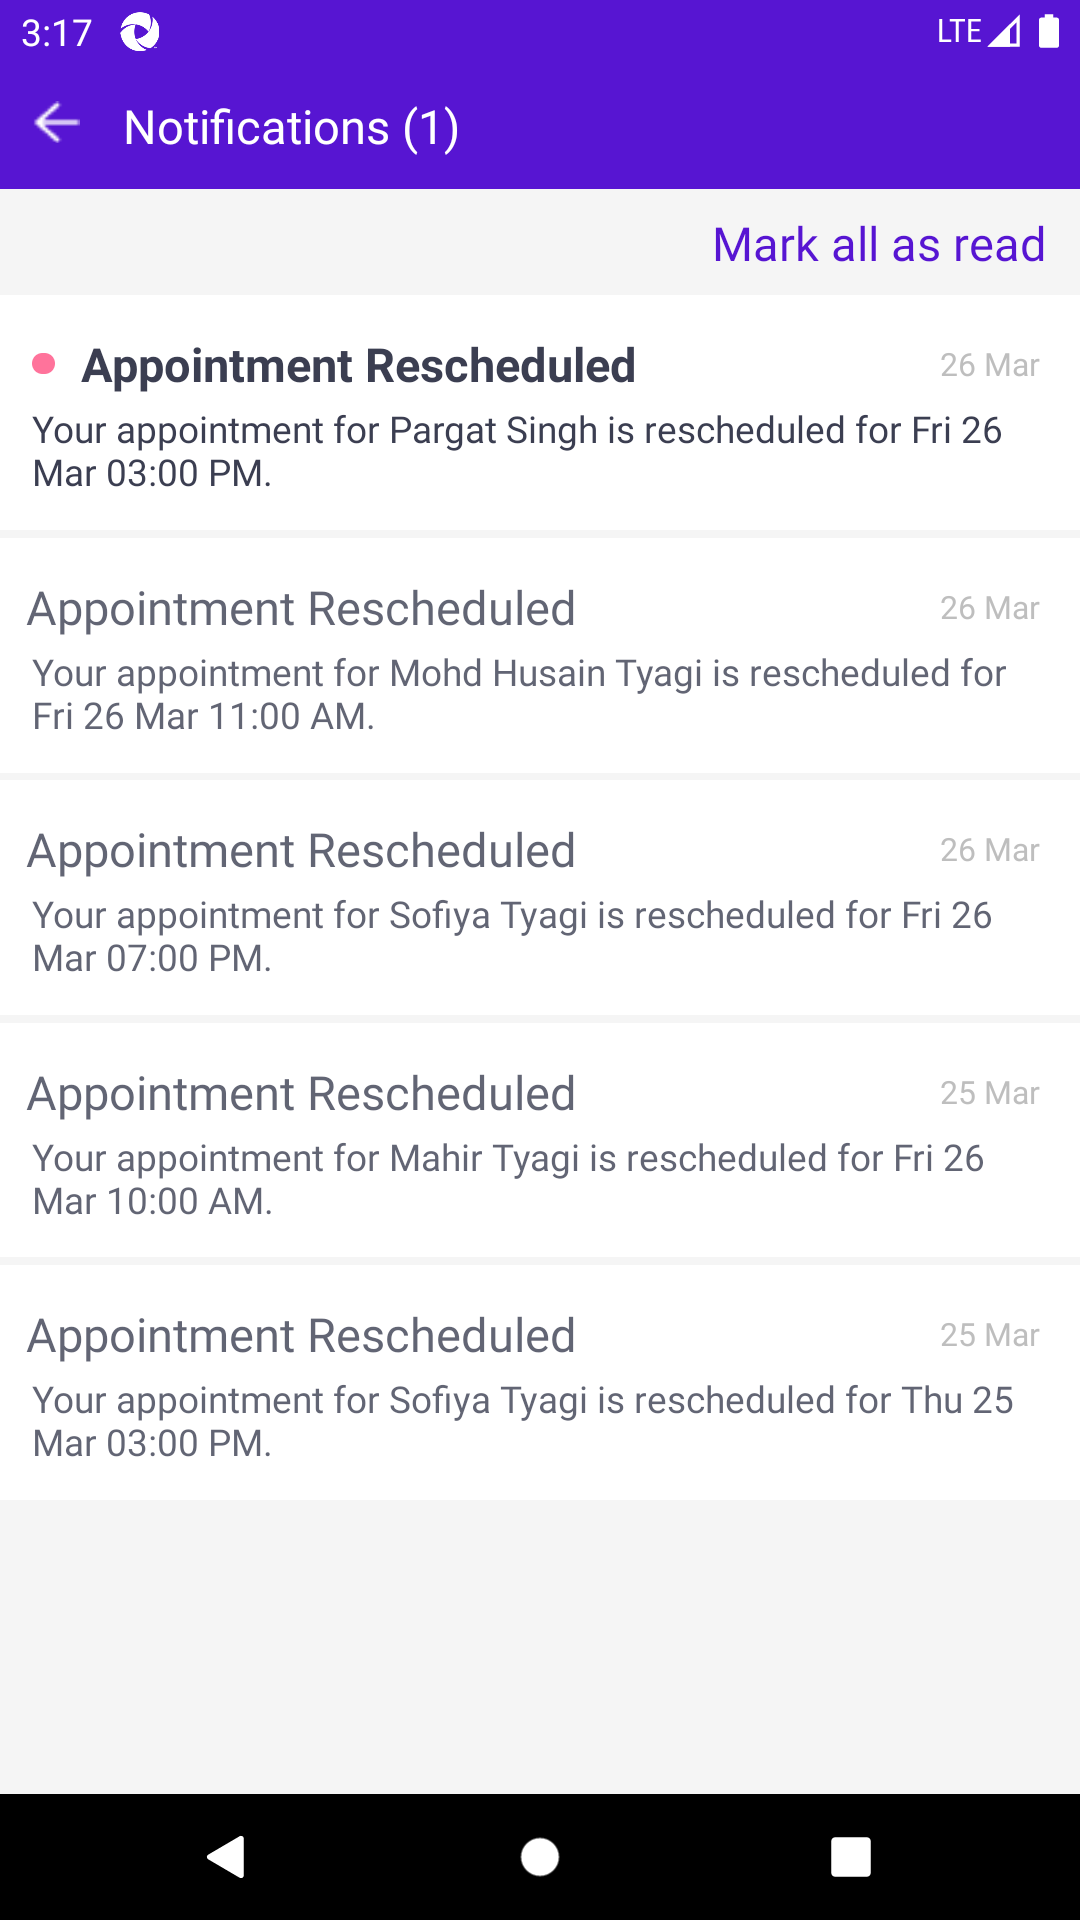 3:17
LTE
Notifications (1)
Mark all as read
Appointment Rescheduled
26 Mar
Your appointment for Pargat Singh is rescheduled for Fri 26
Mar 03:00 PM.
Appointment Rescheduled
26 Mar
Your appointment for Mohd Husain Tyagi is rescheduled for
Fri 26 Mar 11:00 AM.
Appointment Rescheduled
26 Mar
Your appointment for Sofiya Tyagi is rescheduled for Fri 26
Mar 07:00 PM.
Appointment Rescheduled
25 Mar
Your appointment for Mahir Tyagi is rescheduled for Fri 26
Mar 10:00 AM.
Appointment Rescheduled
25 Mar
Your appointment for Sofiya Tyagi is rescheduled for Thu 25
Mar 03:00 PM.